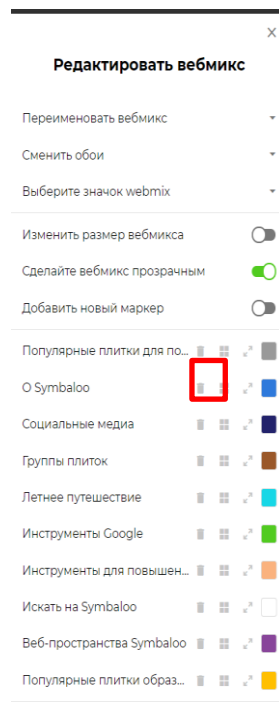 Редактировать вебмикс
Переименовать вебмикс
Сменить обои
Выберите значок webmix
Изменить размер вебмикса
Сделайте вебмикс прозрачным
Добавить новый маркер
Популярные плитки для по...
О Symbaloo
Социальные медиа
Группы плиток
Летнее путешествие
Инструменты Google
Инструменты для повышен...
Искать на Symbaloo
Веб-пространства Symbaloo
Популярные плитки образ...